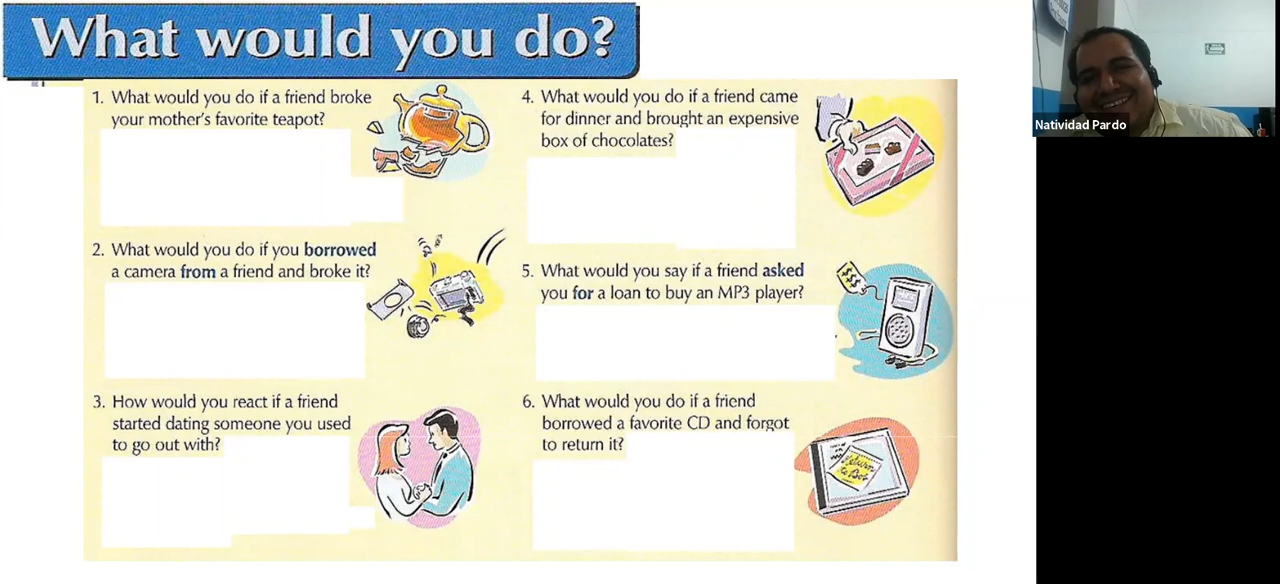 What would you do?
1. What would you do if a friend broke
your mother's favorite teapot?
2. What would you do if you borrowed
a camera from a friend and broke it?
3. How would you react if a friend
started dating someone you used
to go out with?
4. What would you do if a friend came
for dinner and brought an expensive
box of chocolates?
5. What would you say if a friend asked
you for a loan to buy an MP3 player?
6. What would you do if a friend
borrowed a favorite CD and forgot
to return it?
Natividad Pardo